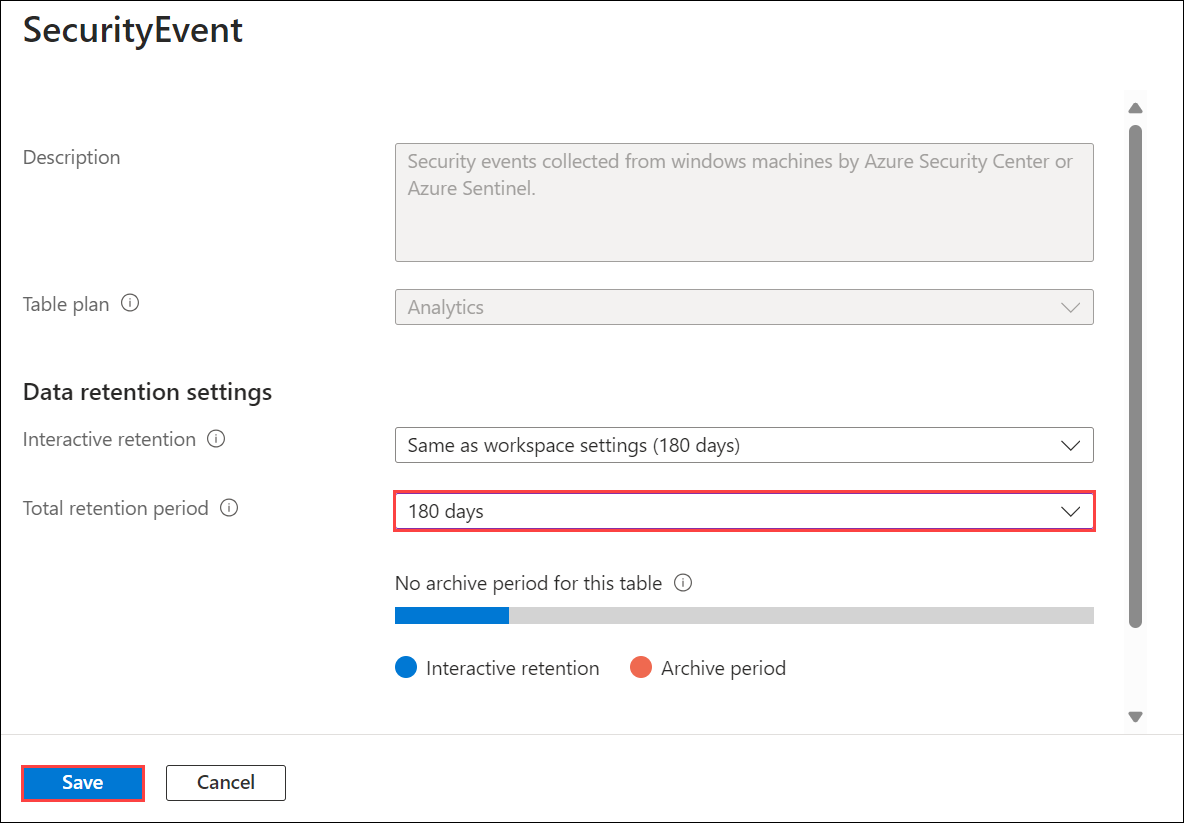 SecurityEvent
Description
Security events collected from windows machines by Azure Security Center or
Azure Sentinel.
Table plan
Analytics
Data retention settings
Interactive retention
Same as workspace settings (180 days)
Total retention period
180 days
No archive period for this table
Interactive retention
Archive period
Save
Cancel